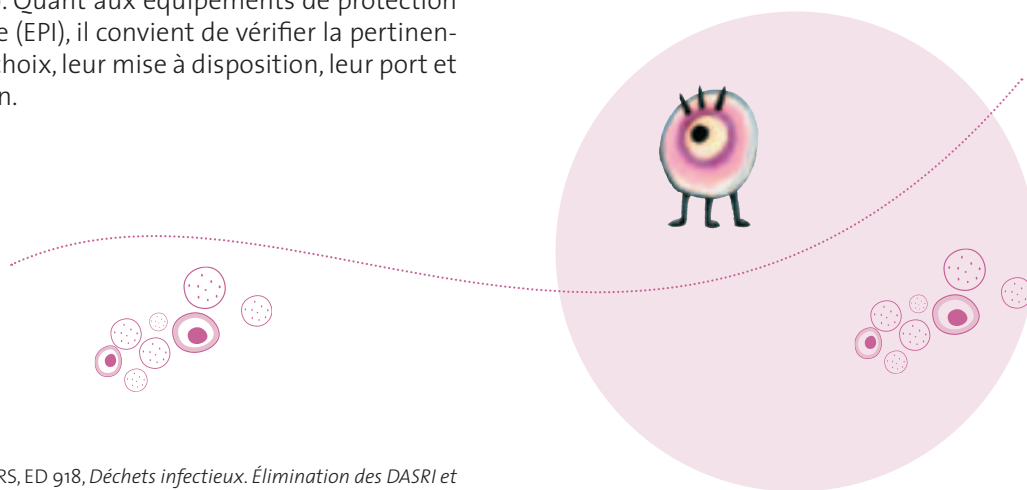 . Quant aux équipements de protection
e (EPI), il convient de vérifier la pertinen-
choix, leur mise à disposition, leur port et
n.
RS, ED 918, Déchets infectieux. Élimination des DASRI et